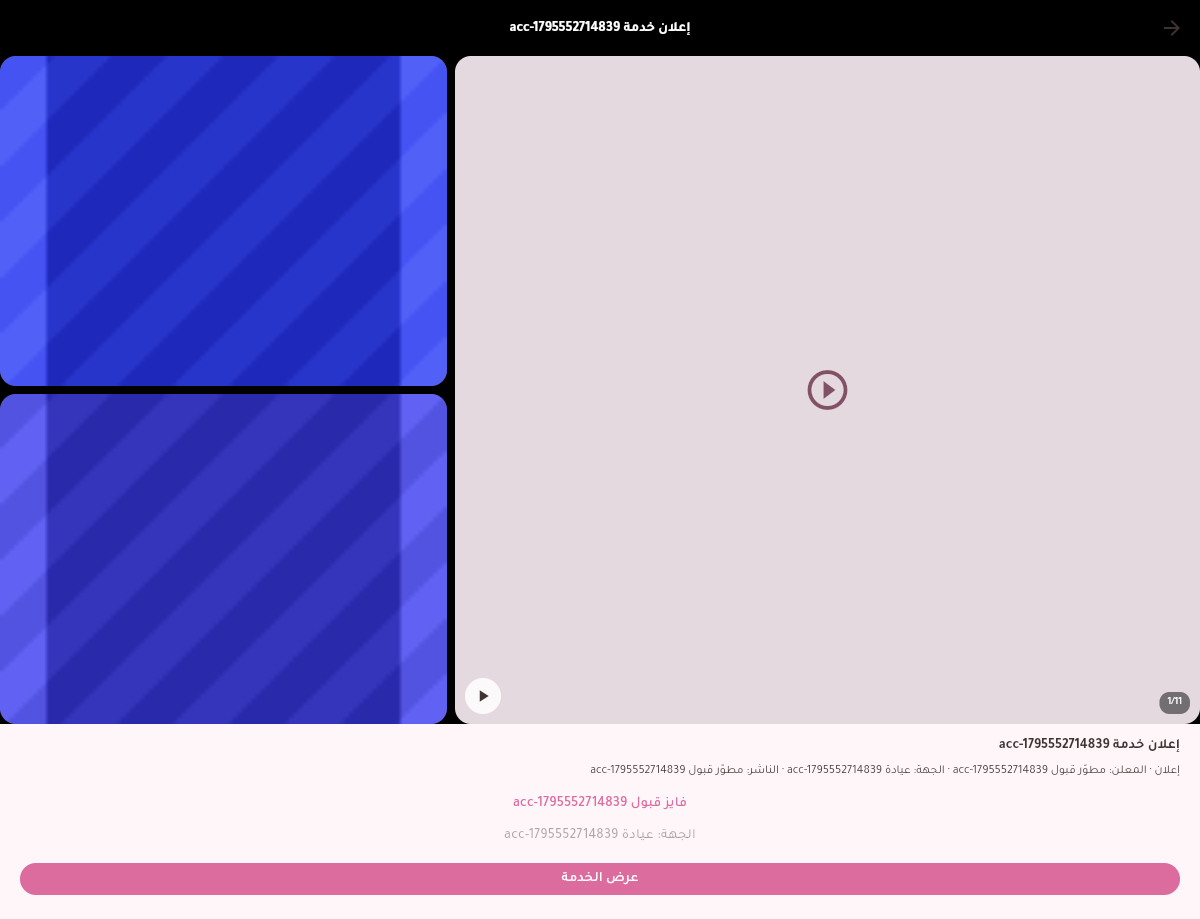 إعلان خدمة acc-1795552714839
1/11
إعلان خدمة acc-1795552714839
إعلان · المعلن: مطوّر قبول acc-1795552714839 · الجهة: عيادة acc-1795552714839 · الناشر: مطوّر قبول acc-1795552714839
فايز قبول acc-1795552714839
الجهة: عيادة acc-1795552714839
عرض الخدمة